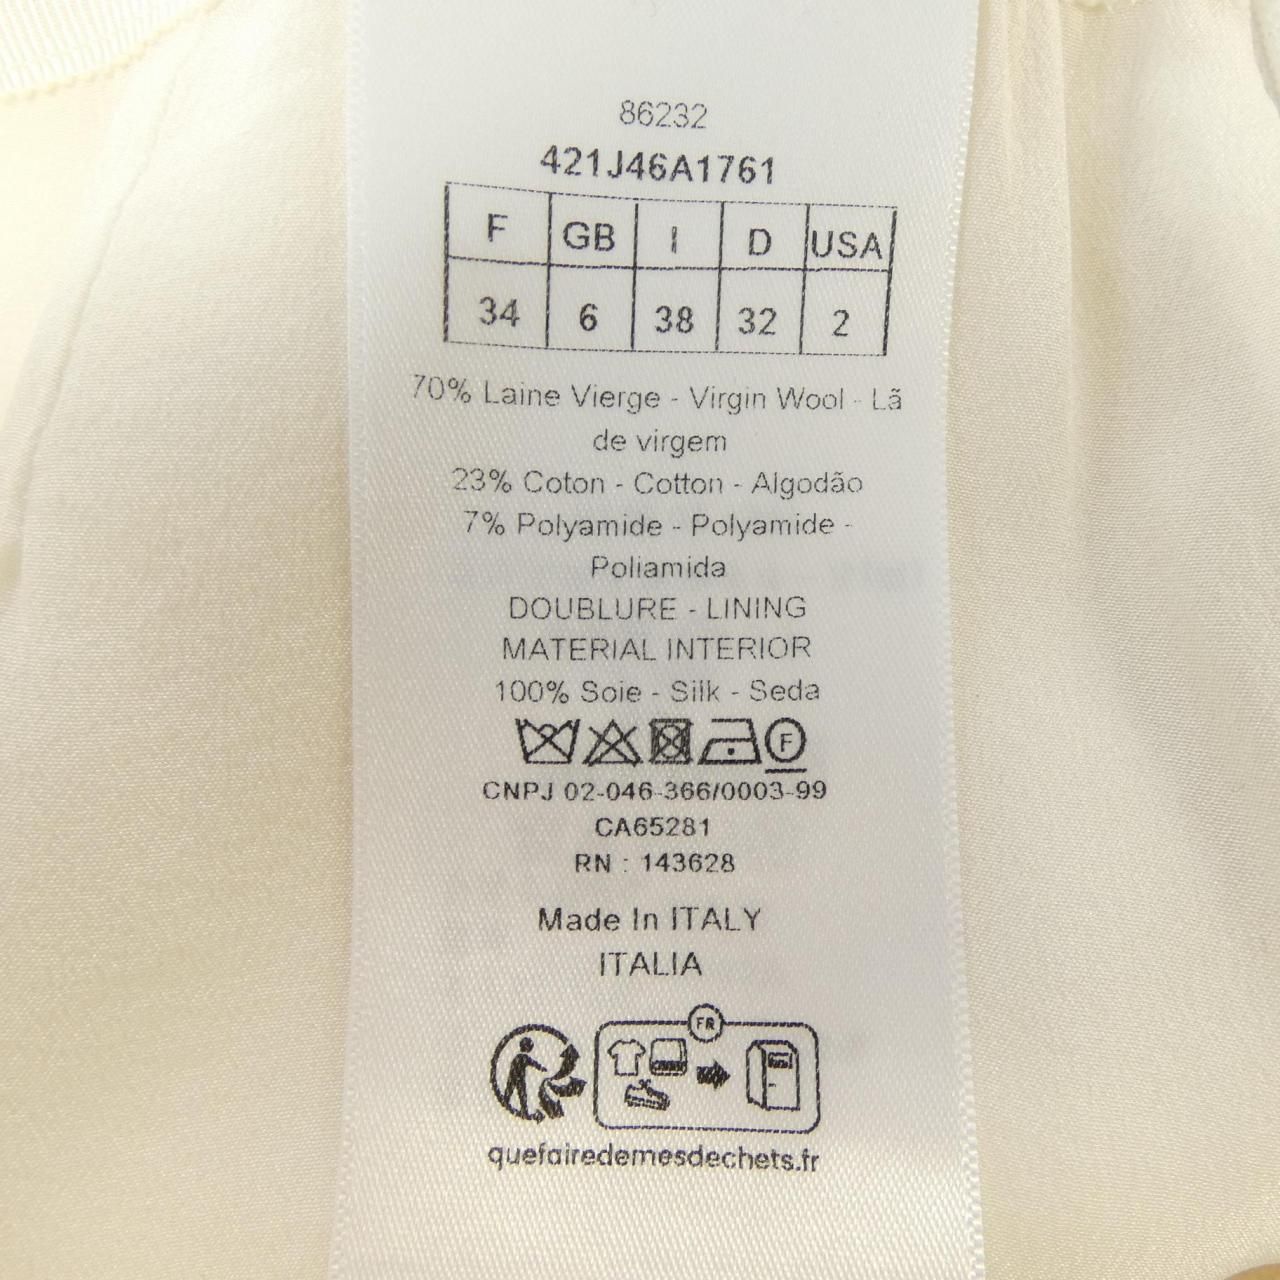 86232
421J46A1761
F GB I D USA
34 6 38 32 2
70% Laine Vierge - Virgin Wool - Lã
de virgem
23% Coton - Cotton - Algodão
7% Polyamide - Polyamide -
Poliamida
DOUBLURE - LINING
MATERIAL INTERIOR
100% Soie - Silk - Seda
F
CNPJ 02-046-366/0003-99
CA65281
RN : 143628
Made In ITALY
ITALIA
FR
quefairedemesdechets.fr